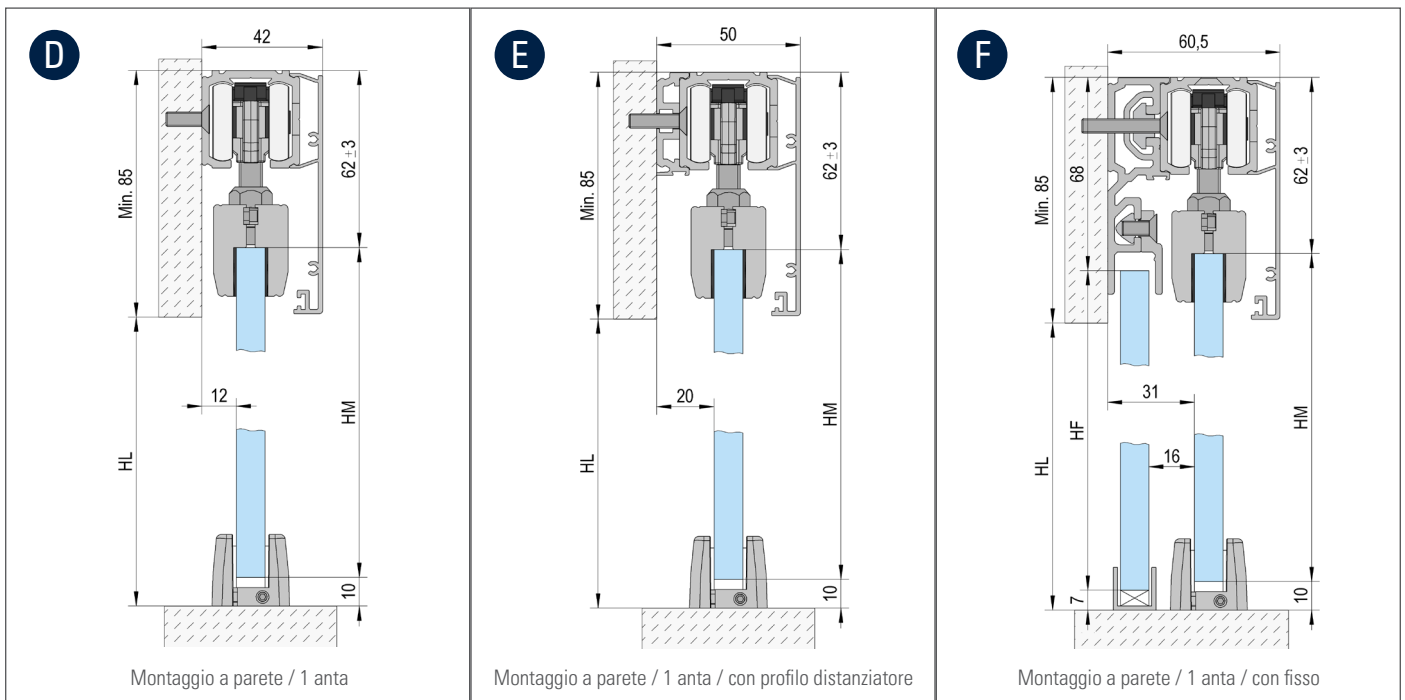 D
42
Min. 85
62±3
12
HL
HM
10
Montaggio a parete / 1 anta
E
50
Min. 85
62±3
20
HL
HM
10
Montaggio a parete / 1 anta / con profilo distanziatore
F
60,5
Min. 85
68
62±3
31
16
HL
HF
HM
7
10
Montaggio a parete / 1 anta / con fisso